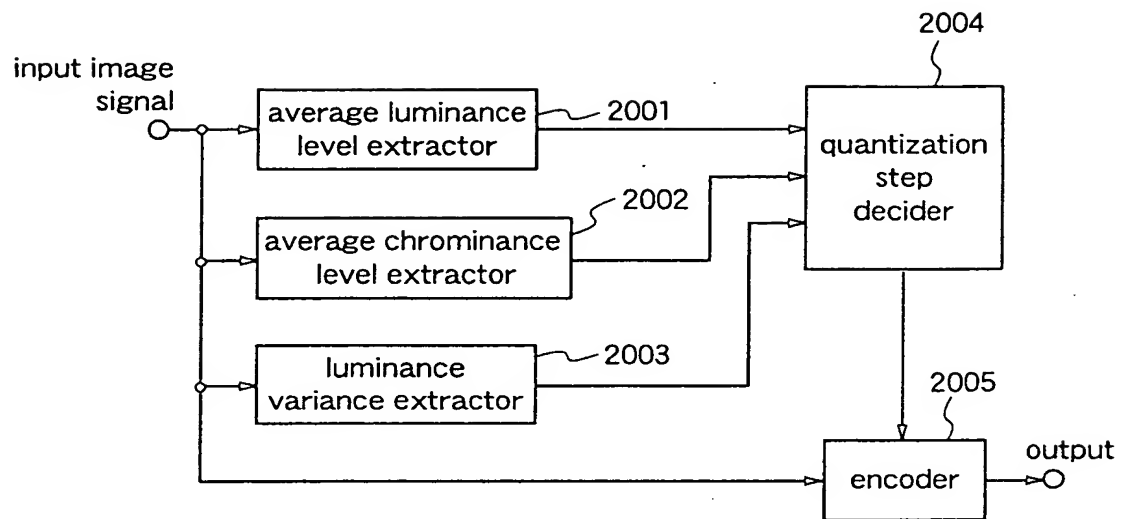 2004
input image
signal
average luminance
level extractor
2001
quantization
step
decider
average chrominance
level extractor
2002
luminance
variance extractor
2003
2005
encoder
output